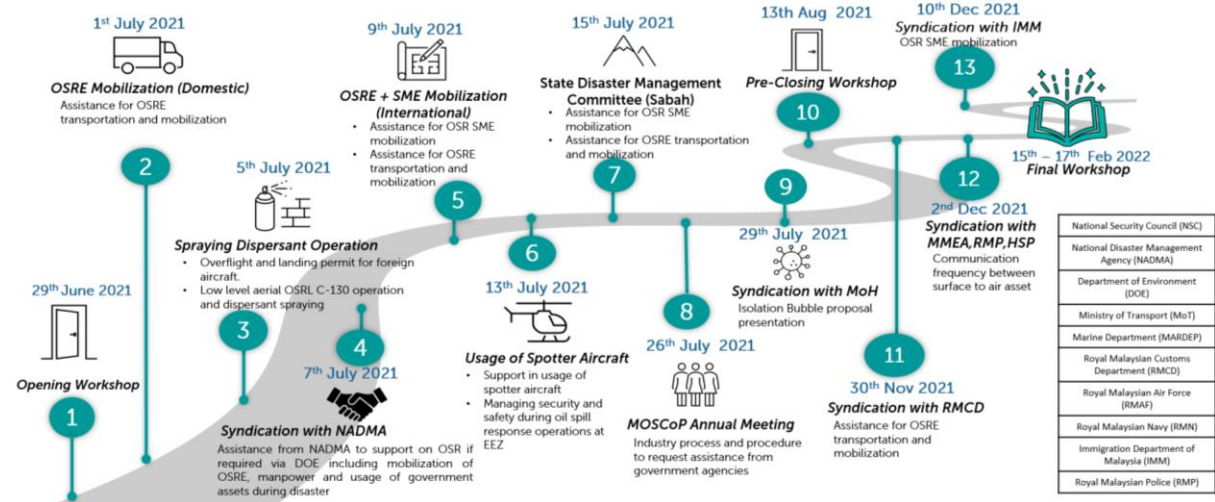 29th June 2021
Opening Workshop
1
1st July 2021
OSRE Mobilization (Domestic)
Assistance for OSRE
transportation and mobilization
2
5th July 2021
Spraying Dispersant Operation
• Overflight and landing permit for foreign
aircraft.
• Low level aerial OSRL C-130 operation
and dispersant spraying
3
4
7th July 2021
Syndication with NADMA
Assistance from NADMA to support on OSR if
required via DOE including mobilization of
OSRE, manpower and usage of government
assets during disaster
9th July 2021
OSRE + SME Mobilization
(International)
• Assistance for OSR SME
mobilization
• Assistance for OSRE
transportation and
mobilization
5
6
13th July 2021
Usage of Spotter Aircraft
• Support in usage of
spotter aircraft
• Managing security and
safety during oil spill
response operations at
EEZ
15th July 2021
State Disaster Management
Committee (Sabah)
• Assistance for OSR SME
mobilization
• Assistance for OSRE transportation
and mobilization
7
8
26th July 2021
MOSCoP Annual Meeting
Industry process and procedure
to request assistance from
government agencies
9
29th July 2021
Syndication with MoH
Isolation Bubble proposal
presentation
13th Aug 2021
Pre-Closing Workshop
10
11
30th Nov 2021
Syndication with RMCD
Assistance for OSRE
transportation and
mobilization
12
2nd Dec 2021
Syndication with
MMEA,RMP,HSP
Communication
frequency between
surface to air asset
10th Dec 2021
Syndication with IMM
OSR SME mobilization
13
15th – 17th Feb 2022
Final Workshop
National Security Council (NSC)
National Disaster Management
Agency (NADMA)
Department of Environment
(DOE)
Ministry of Transport (MoT)
Marine Department (MARDEP)
Royal Malaysian Customs
Department (RMCD)
Royal Malaysian Air Force
(RMAF)
Royal Malaysian Navy (RMN)
Immigration Department of
Malaysia (IMM)
Royal Malaysian Police (RMP)